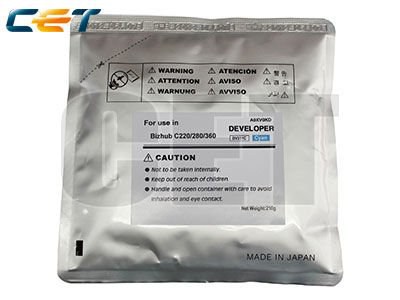 CET
WARNING
ATTENTION
WARNUNG
ATENCIÓN
AVISO
AVVISO
警告
For use in
Bizhub C220/280/360
A0XV0KD
DEVELOPER
Cyan
CAUTION
Not to be taken internally.
Keep out of reach of children.
Handle and open container with care to avoid
inhalation and eye contact.
Net Weight:210g
MADE IN JAPAN
CET